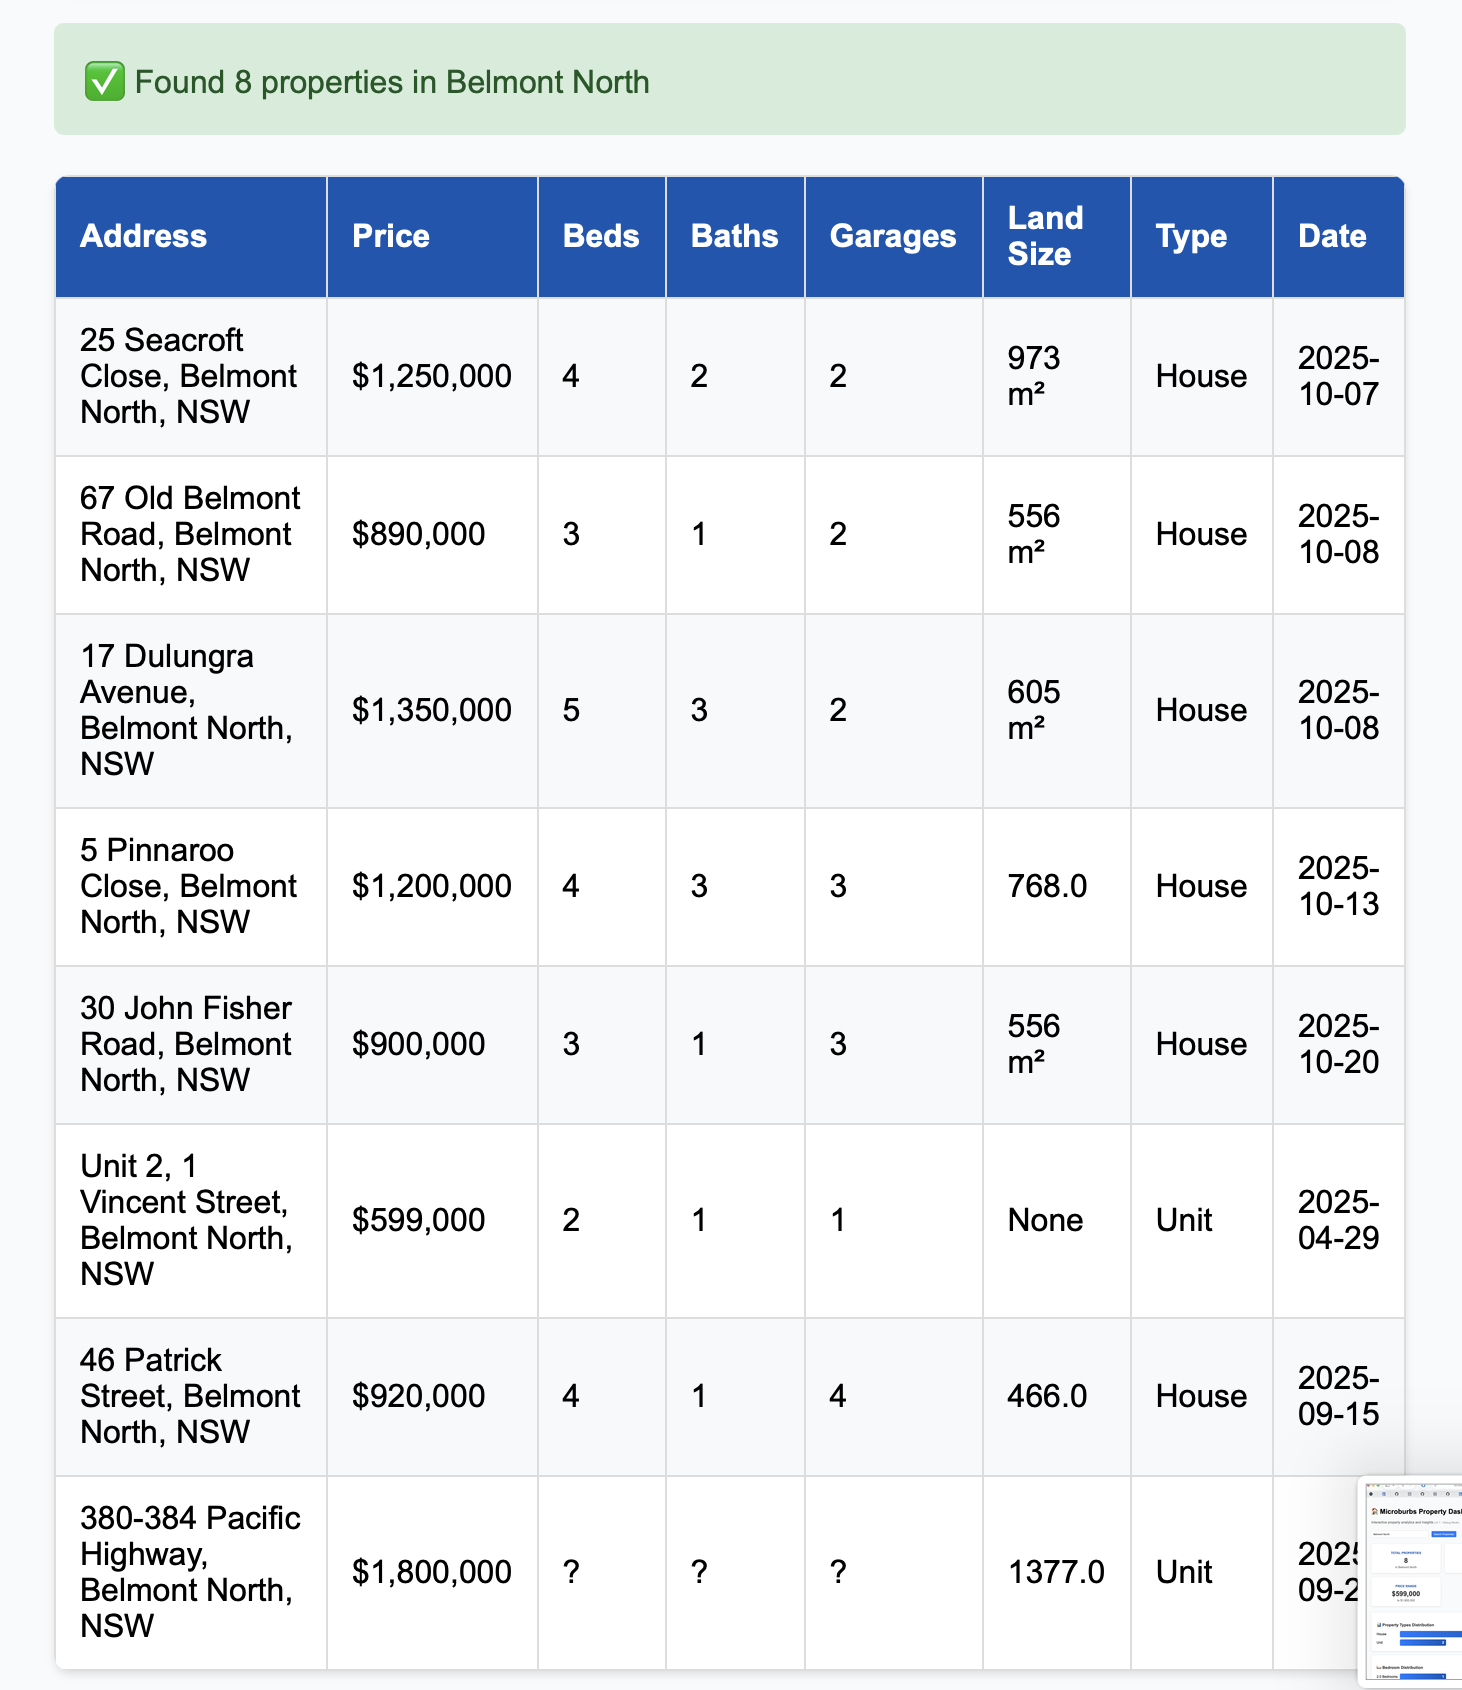 ✅ Found 8 properties in Belmont North
Address Price Beds Baths Garages Land Size Type Date
25 Seacroft Close, Belmont North, NSW $1,250,000 4 2 2 973 m² House 2025-10-07
67 Old Belmont Road, Belmont North, NSW $890,000 3 1 2 556 m² House 2025-10-08
17 Dulungra Avenue, Belmont North, NSW $1,350,000 5 3 2 605 m² House 2025-10-08
5 Pinnaroo Close, Belmont North, NSW $1,200,000 4 3 3 768.0 House 2025-10-13
30 John Fisher Road, Belmont North, NSW $900,000 3 1 3 556 m² House 2025-10-20
Unit 2, 1 Vincent Street, Belmont North, NSW $599,000 2 1 1 None Unit 2025-04-29
46 Patrick Street, Belmont North, NSW $920,000 4 1 4 466.0 House 2025-09-15
380-384 Pacific Highway, Belmont North, NSW $1,800,000 ? ? ? 1377.0 Unit 2025 09-2
Microburbs Property Das
TOTAL PROPERTIES
8
PRICE RANGE
$599,000
Property Types Distribution
House
Unit
Bedroom Distribution